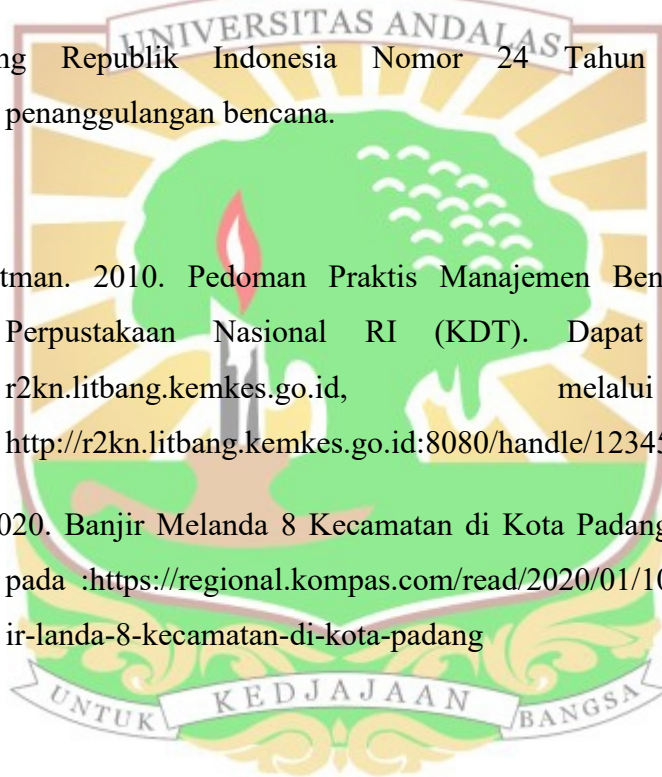 UNIVERSITAS ANDALAS
ng Republik Indonesia Nomor 24 Tahun
penanggulangan bencana.
tman. 2010. Pedoman Praktis Manajemen Ben
Perpustakaan Nasional RI (KDT). Dapat
r2kn.litbang.kemkes.go.id, melalui
http://r2kn.litbang.kemkes.go.id:8080/handle/12345
020. Banjir Melanda 8 Kecamatan di Kota Padang
pada :https://regional.kompas.com/read/2020/01/10
ir-landa-8-kecamatan-di-kota-padang
UNTUK KEDJAJAAN BANGSA